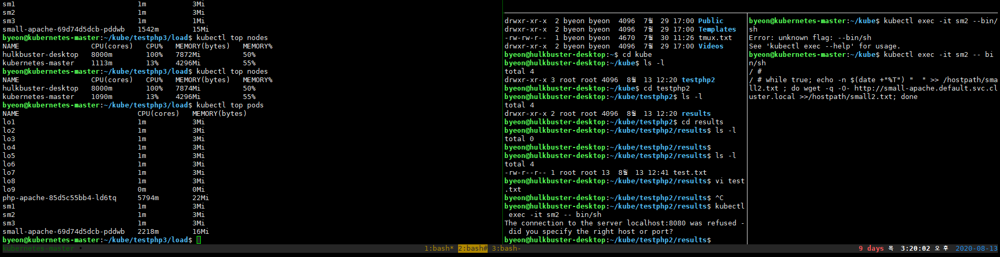 sm1                             1m           3Mi
sm2                             1m           3Mi
sm3                             1m           1Mi
small-apache-69d74d5dcb-pddwb   1542m        15Mi
byeon@kubernetes-master:~/kube/testphp3/load$ kubectl top nodes
NAME                 CPU(cores)   CPU%   MEMORY(bytes)   MEMORY%
hulkbuster-desktop   8000m        100%   7872Mi          50%
kubernetes-master    1113m        13%    4296Mi          55%
byeon@kubernetes-master:~/kube/testphp3/load$ kubectl top nodes
NAME                 CPU(cores)   CPU%   MEMORY(bytes)   MEMORY%
hulkbuster-desktop   8000m        100%   7874Mi          50%
kubernetes-master    1090m        13%    4296Mi          55%
byeon@kubernetes-master:~/kube/testphp3/load$ kubectl top pods
NAME                            CPU(cores)   MEMORY(bytes)
lo1                             1m           3Mi
lo2                             1m           3Mi
lo3                             1m           3Mi
lo4                             1m           3Mi
lo5                             1m           3Mi
lo6                             1m           3Mi
lo7                             1m           3Mi
lo8                             1m           3Mi
lo9                             0m           0Mi
php-apache-85d5c55bb4-ld6tq     5794m        22Mi
sm1                             1m           3Mi
sm2                             1m           3Mi
sm3                             1m           3Mi
small-apache-69d74d5dcb-pddwb   2218m        16Mi
byeon@kubernetes-master:~/kube/testphp3/load$
drwxr-xr-x  2 byeon byeon  4096  7월  29 17:00 Public
drwxr-xr-x  2 byeon byeon  4096  7월  29 17:00 Templates
-rw-rw-r--  1 byeon byeon  4670  7월  30 11:26 tmux.txt
drwxr-xr-x  2 byeon byeon  4096  7월  29 17:00 Videos
byeon@hulkbuster-desktop:~$ cd kube
byeon@hulkbuster-desktop:~/kube$ ls -l
total 4
drwxr-xr-x 3 root root 4096  8월  13 12:20 testphp2
byeon@hulkbuster-desktop:~/kube$ cd testphp2
byeon@hulkbuster-desktop:~/kube/testphp2$ ls -l
total 4
drwxr-xr-x 2 root root 4096  8월  13 12:20 results
byeon@hulkbuster-desktop:~/kube/testphp2$ cd results
byeon@hulkbuster-desktop:~/kube/testphp2/results$ ls -l
total 0
byeon@hulkbuster-desktop:~/kube/testphp2/results$
byeon@hulkbuster-desktop:~/kube/testphp2/results$ ls -l
total 4
-rw-r--r-- 1 root root 13  8월  13 12:41 test.txt
byeon@hulkbuster-desktop:~/kube/testphp2/results$ vi test
.txt
byeon@hulkbuster-desktop:~/kube/testphp2/results$ ^C
byeon@hulkbuster-desktop:~/kube/testphp2/results$ kubectl
 exec -it sm2 -- bin/sh
The connection to the server localhost:8080 was refused -
 did you specify the right host or port?
byeon@hulkbuster-desktop:~/kube/testphp2/results$
byeon@kubernetes-master:~/kube$ kubectl exec -it sm2 --bin/
sh
Error: unknown flag: --bin/sh
See 'kubectl exec --help' for usage.
byeon@kubernetes-master:~/kube$ kubectl exec -it sm2 -- bi
n/sh
/ #
/ # while true; echo -n $(date +"%T") "  " >> /hostpath/sma
ll2.txt ; do wget -q -O- http://small-apache.default.svc.cl
uster.local >>/hostpath/small2.txt; done
kubernetes-master • 1:bash* 2:bash# 3:bash- 9 days 목 3:20:02 오후 2020-08-13